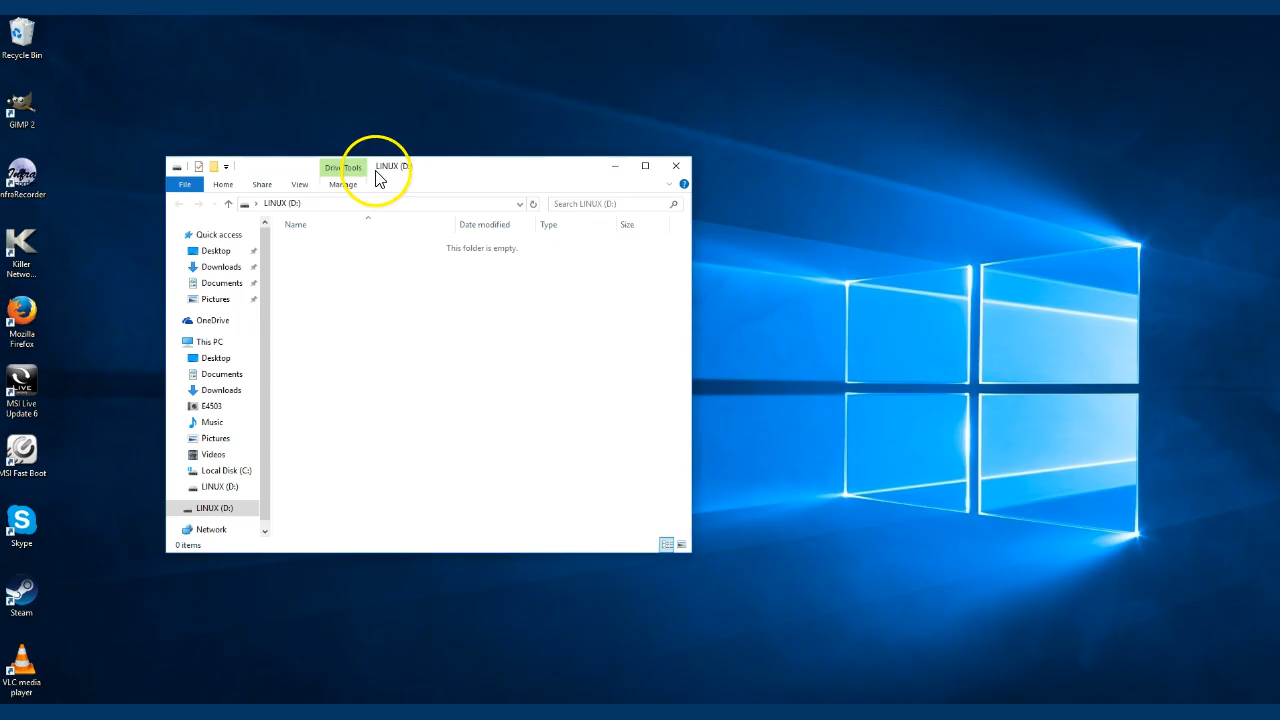 Recycle Bin
GIMP 2
Infra
InfraRecorder
Killer
Netwo...
Mozilla
Firefox
LIVE
MSI Live
Update 6
MSI Fast Boot
Skype
Steam
VLC media
player
Drive Tools
LINUX (D:)
File
Home
Share
View
Manage
LINUX (D:)
Search LINUX (D:)
Name
Date modified
Type
Size
This folder is empty.
Quick access
Desktop
Downloads
Documents
Pictures
OneDrive
This PC
Desktop
Documents
Downloads
E4503
Music
Pictures
Videos
Local Disk (C:)
LINUX (D:)
LINUX (D:)
Network
0 items